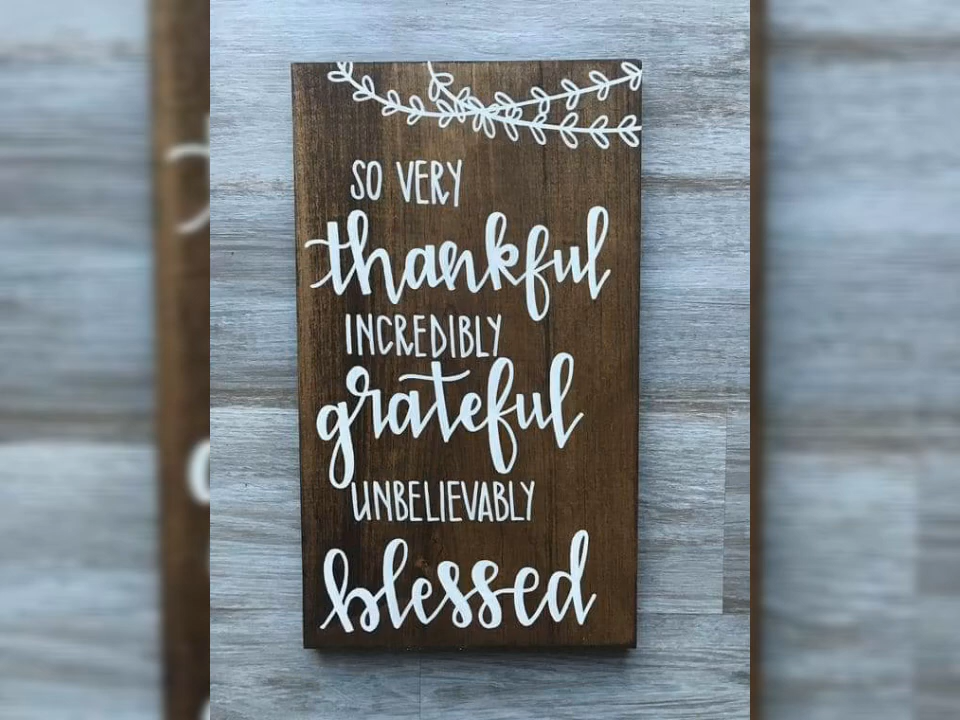 SO VERY
thankful
INCREDIBLY
grateful
UNBELIEVABLY
blessed